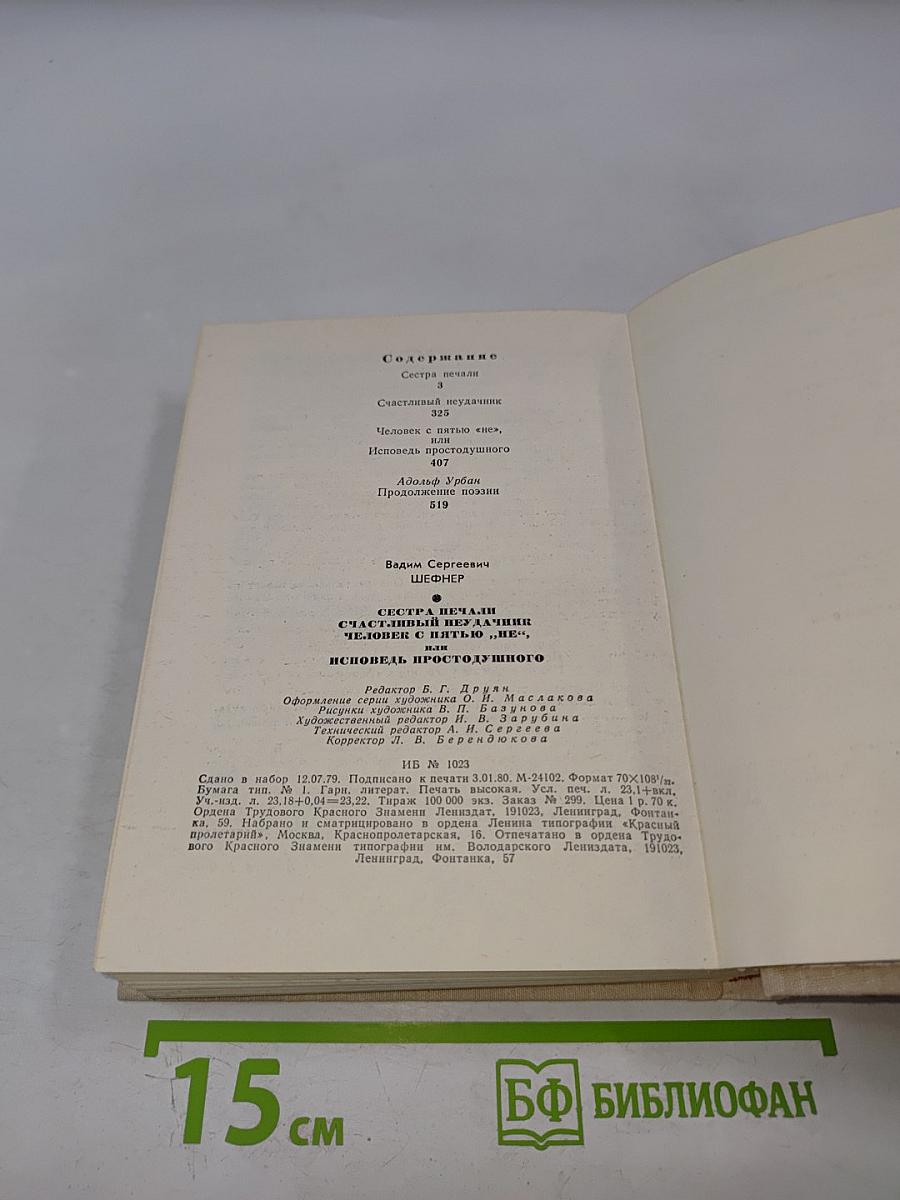 Содержание
Сестра печали
3
Счастливый неудачник
325
Человек с пятью «не»,
или
Исповедь простодушного
407
Адольф Урбан
Продолжение поэзии
519
Вадим Сергеевич
ШЕФНЕР
СЕСТРА ПЕЧАЛИ
СЧАСТЛИВЫЙ НЕУДАЧНИК
ЧЕЛОВЕК С ПЯТЬЮ „НЕ“,
или
ИСПОВЕДЬ ПРОСТОДУШНОГО
Редактор Б. Г. Друян
Оформление серии художника О. И. Маслакова
Рисунки художника В. П. Базунова
Художественный редактор И. В. Зарубина
Технический редактор А. И. Сергеева
Корректор Л. В. Берендюкова
ИБ № 1023
Сдано в набор 12.07.79. Подписано к печати 3.01.80. М-24102. Формат 70×108¹/₃₂.
Бумага тип. № 1. Гарн. литерат. Печать высокая. Усл. печ. л. 23,1+вкл.
Уч.-изд. л. 23,18+0,04=23,22. Тираж 100 000 экз. Заказ № 299. Цена 1 р. 70 к.
Ордена Трудового Красного Знамени Лениздат, 191023, Ленинград, Фонтан-
ка, 59. Набрано и сматрицировано в ордена Ленина типографии «Красный
пролетарий», Москва, Краснопролетарская, 16. Отпечатано в ордена Трудо-
вого Красного Знамени типографии им. Володарского Лениздата, 191023,
Ленинград, Фонтанка, 57
15 см
БФ БИБЛИОФАН